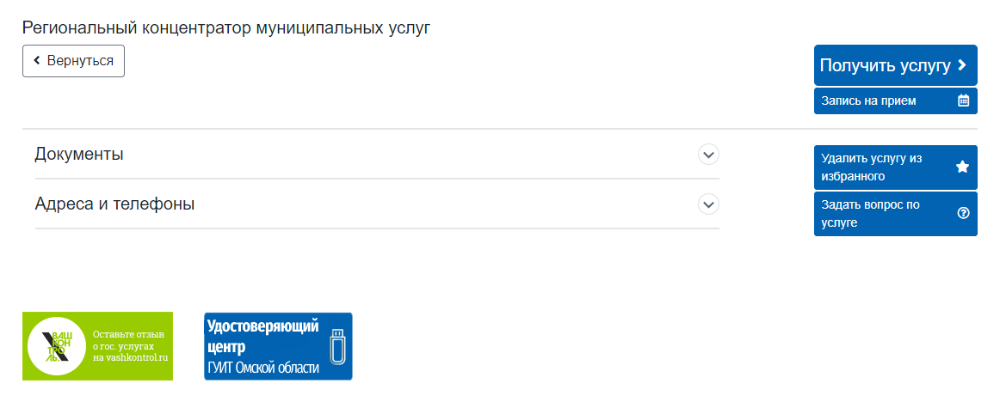 Региональный концентратор муниципальных услуг
Вернуться
Получить услугу
Запись на прием
Документы
Удалить услугу из
избранного
Адреса и телефоны
Задать вопрос по
услуге
ВАШ
КОН
ТРО
ЛЬ.
Оставьте отзыв
о гос. услугах
на vashkontrol.ru
Удостоверяющий
центр
ГУИТ Омской области